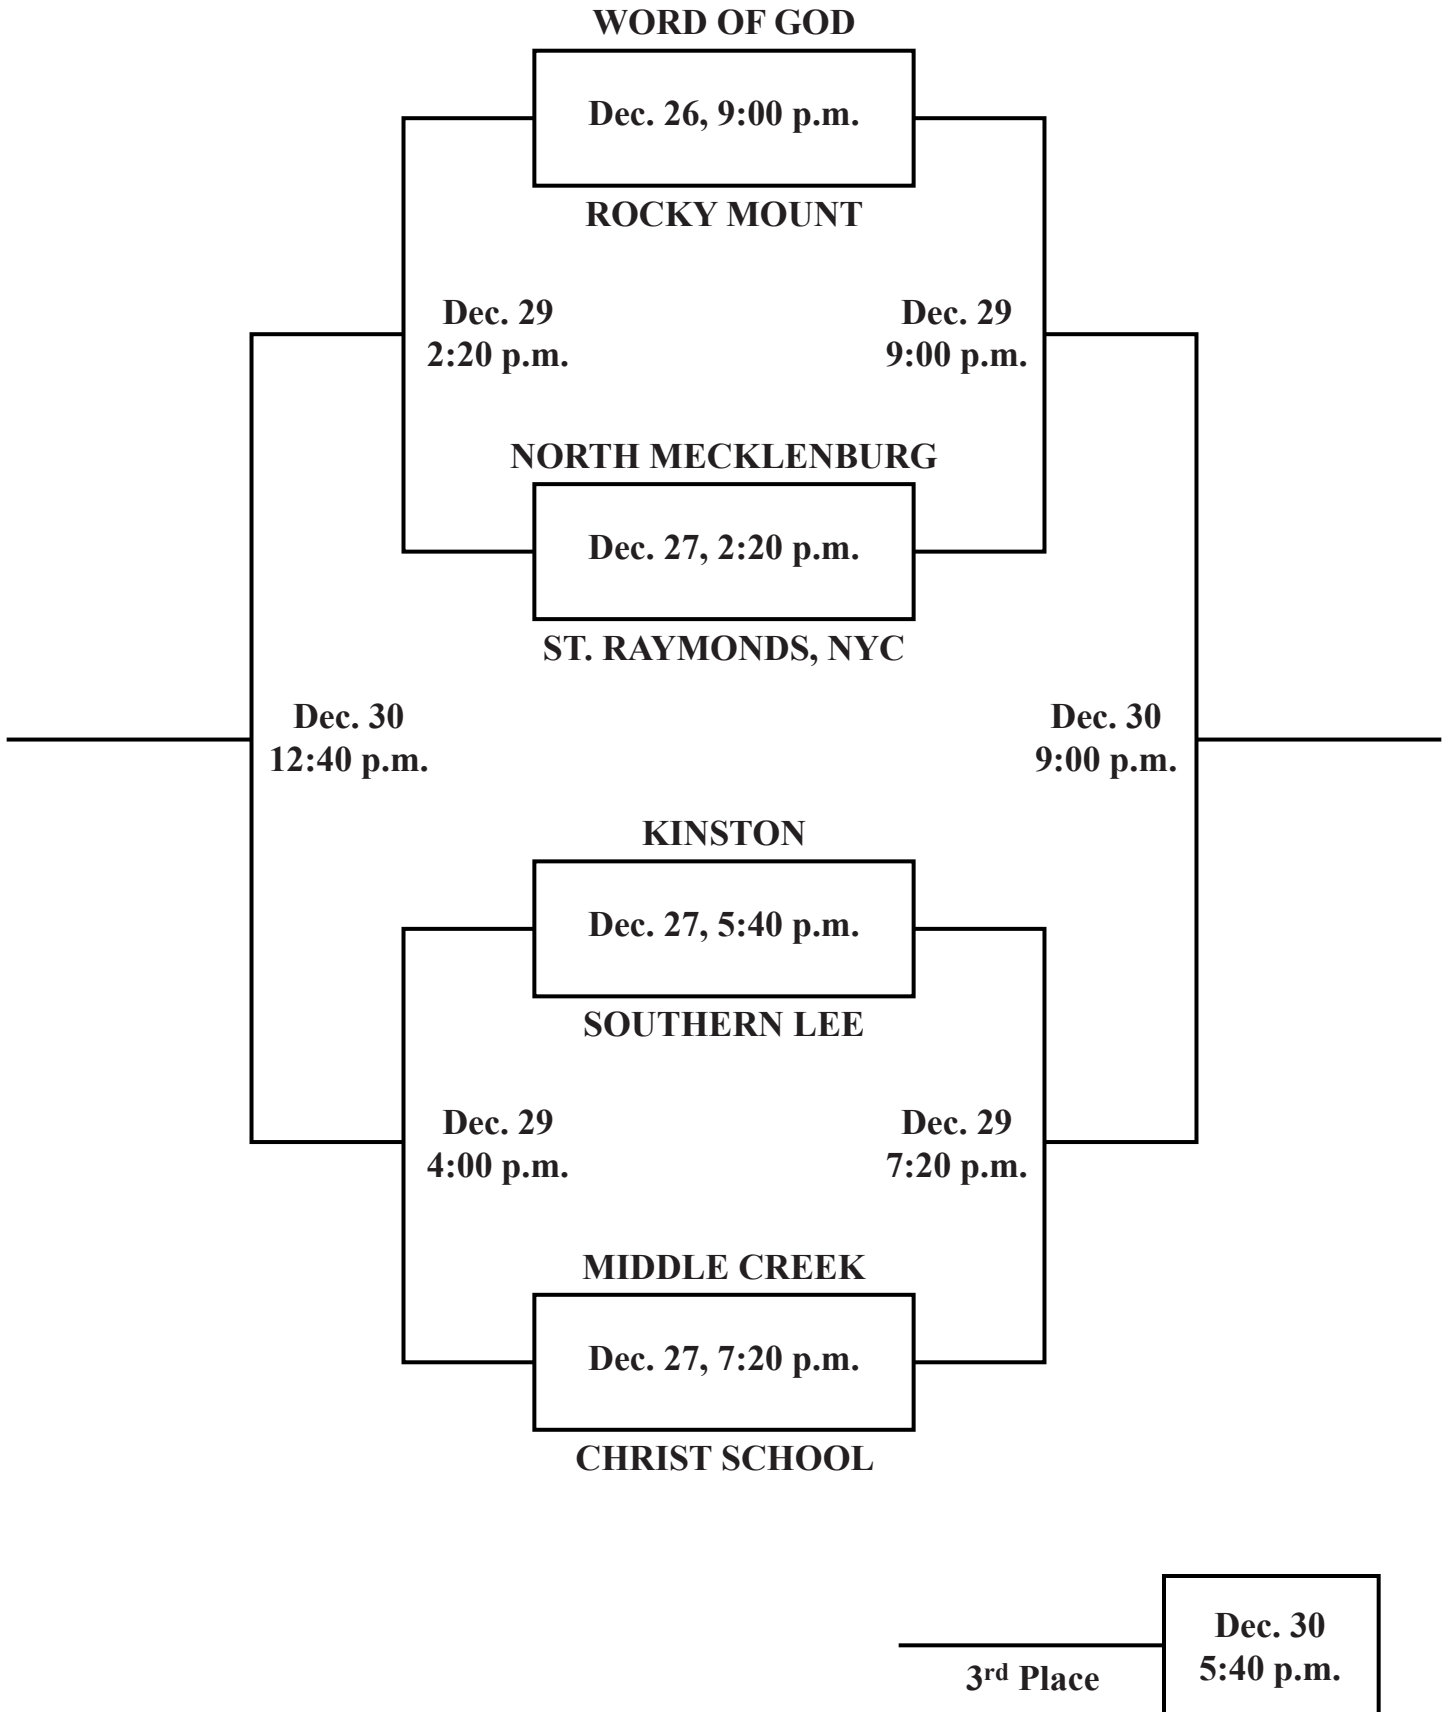 WORD OF GOD
Dec. 26, 9:00 p.m.
ROCKY MOUNT
Dec. 29
2:20 p.m.
Dec. 29
9:00 p.m.
NORTH MECKLENBURG
Dec. 27, 2:20 p.m.
ST. RAYMONDS, NYC
Dec. 30
12:40 p.m.
Dec. 30
9:00 p.m.
KINSTON
Dec. 27, 5:40 p.m.
SOUTHERN LEE
Dec. 29
4:00 p.m.
Dec. 29
7:20 p.m.
MIDDLE CREEK
Dec. 27, 7:20 p.m.
CHRIST SCHOOL
3rd Place
Dec. 30
5:40 p.m.